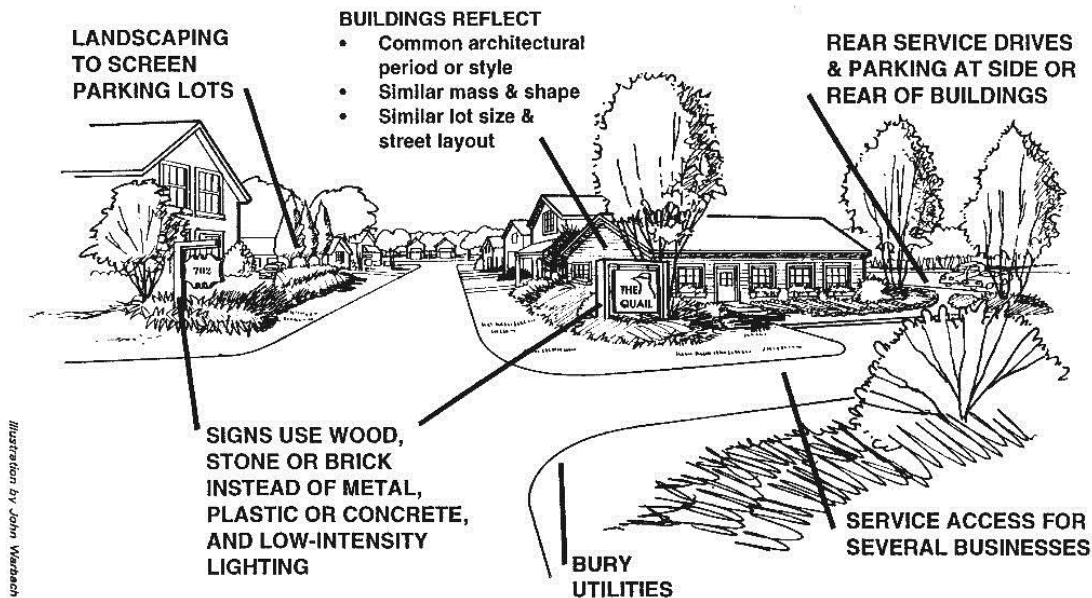 LANDSCAPING
TO SCREEN
PARKING LOTS
BUILDINGS REFLECT
• Common architectural
period or style
• Similar mass & shape
• Similar lot size &
street layout
REAR SERVICE DRIVES
& PARKING AT SIDE OR
REAR OF BUILDINGS
702
THE
QUAIL
SIGNS USE WOOD,
STONE OR BRICK
INSTEAD OF METAL,
PLASTIC OR CONCRETE,
AND LOW-INTENSITY
LIGHTING
BURY
UTILITIES
SERVICE ACCESS FOR
SEVERAL BUSINESSES
Illustration by John Warbach